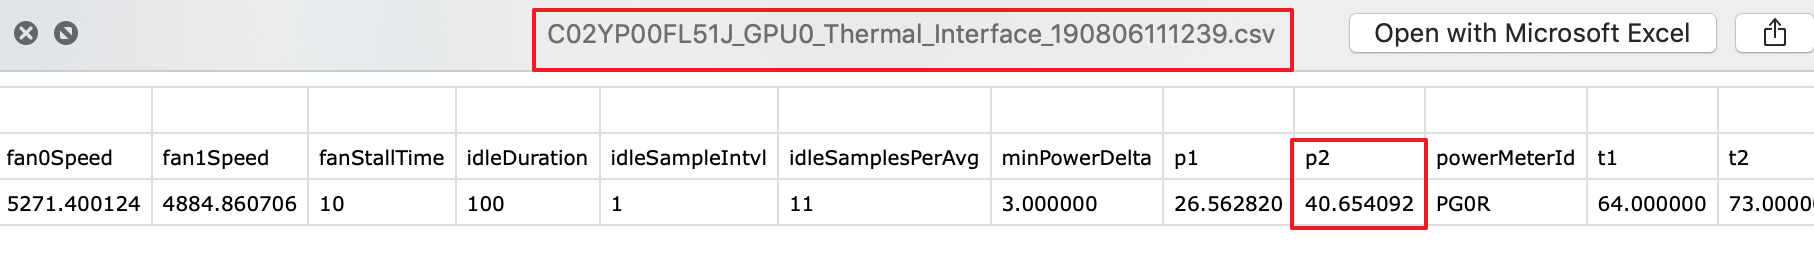 C02YP00FL51J_GPU0_Thermal_Interface_190806111239.csv Open with Microsoft Excel
fan0Speed fan1Speed fanStallTime idleDuration idleSampleIntvl idleSamplesPerAvg minPowerDelta p1 p2 powerMeterId t1 t2
5271.400124 4884.860706 10 100 1 11 3.000000 26.562820 40.654092 PG0R 64.000000 73.0000